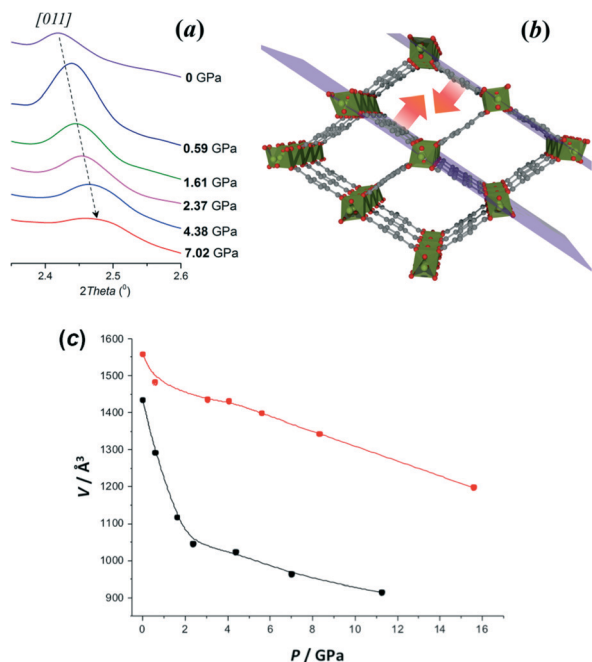 [011]
(a)
(b)
0 GPa
0.59 GPa
1.61 GPa
2.37 GPa
4.38 GPa
7.02 GPa
2.4 2.5 2.6
2Theta (⁰)
(c)
1600
1500
1400
1300
1200
1100
1000
900
V / Å³
0 2 4 6 8 10 12 14 16
P / GPa